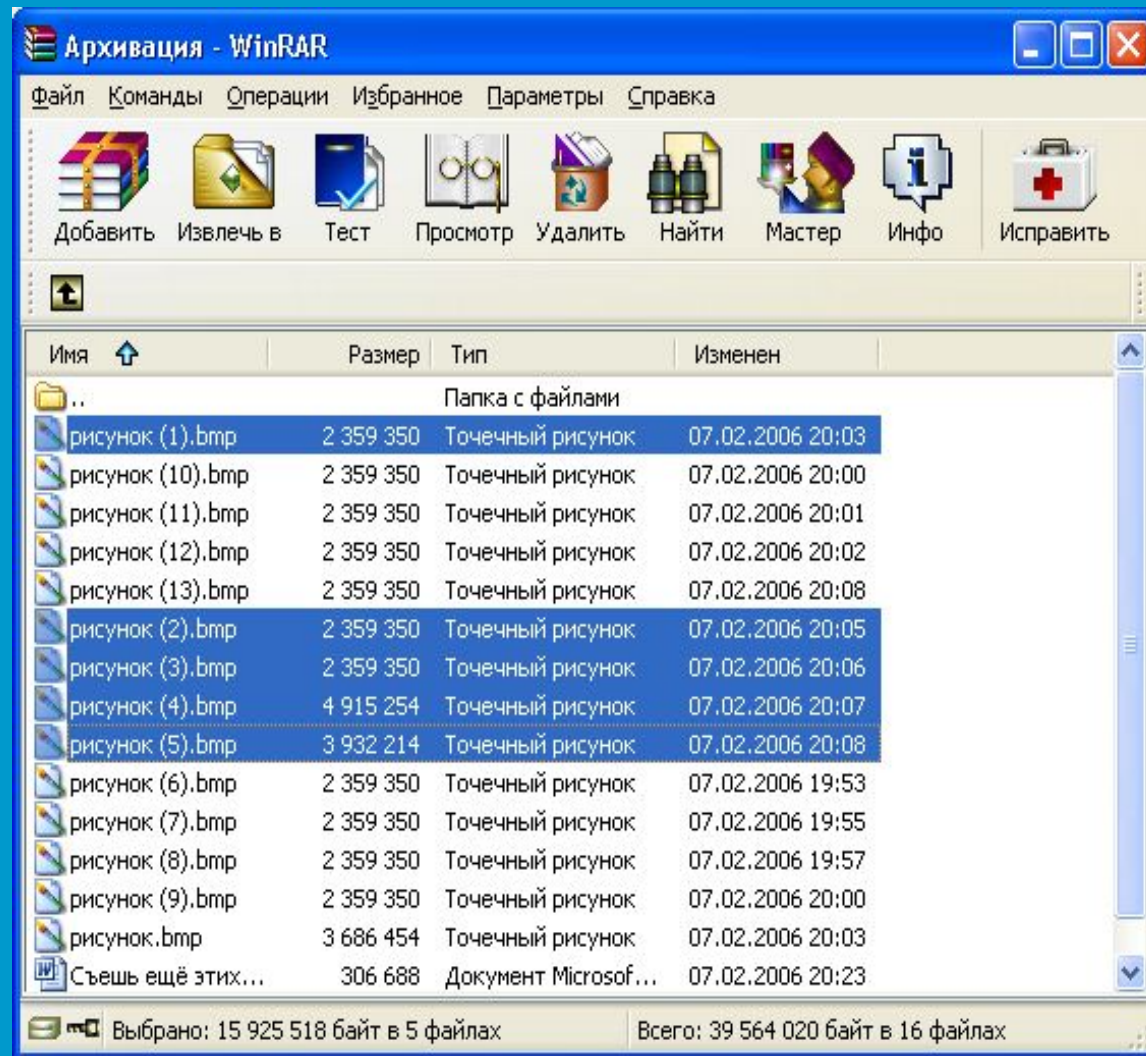 Архивация - WinRAR
Файл Команды Операции Избранное Параметры Справка
Добавить Извлечь в Тест Просмотр Удалить Найти Мастер Инфо Исправить
Имя Размер Тип Изменен
.. Папка с файлами
рисунок (1).bmp 2 359 350 Точечный рисунок 07.02.2006 20:03
рисунок (10).bmp 2 359 350 Точечный рисунок 07.02.2006 20:00
рисунок (11).bmp 2 359 350 Точечный рисунок 07.02.2006 20:01
рисунок (12).bmp 2 359 350 Точечный рисунок 07.02.2006 20:02
рисунок (13).bmp 2 359 350 Точечный рисунок 07.02.2006 20:08
рисунок (2).bmp 2 359 350 Точечный рисунок 07.02.2006 20:05
рисунок (3).bmp 2 359 350 Точечный рисунок 07.02.2006 20:06
рисунок (4).bmp 4 915 254 Точечный рисунок 07.02.2006 20:07
рисунок (5).bmp 3 932 214 Точечный рисунок 07.02.2006 20:08
рисунок (6).bmp 2 359 350 Точечный рисунок 07.02.2006 19:53
рисунок (7).bmp 2 359 350 Точечный рисунок 07.02.2006 19:55
рисунок (8).bmp 2 359 350 Точечный рисунок 07.02.2006 19:57
рисунок (9).bmp 2 359 350 Точечный рисунок 07.02.2006 20:00
рисунок.bmp 3 686 454 Точечный рисунок 07.02.2006 20:03
Съешь ещё этих... 306 688 Документ Microsof... 07.02.2006 20:23
Выбрано: 15 925 518 байт в 5 файлах Всего: 39 564 020 байт в 16 файлах